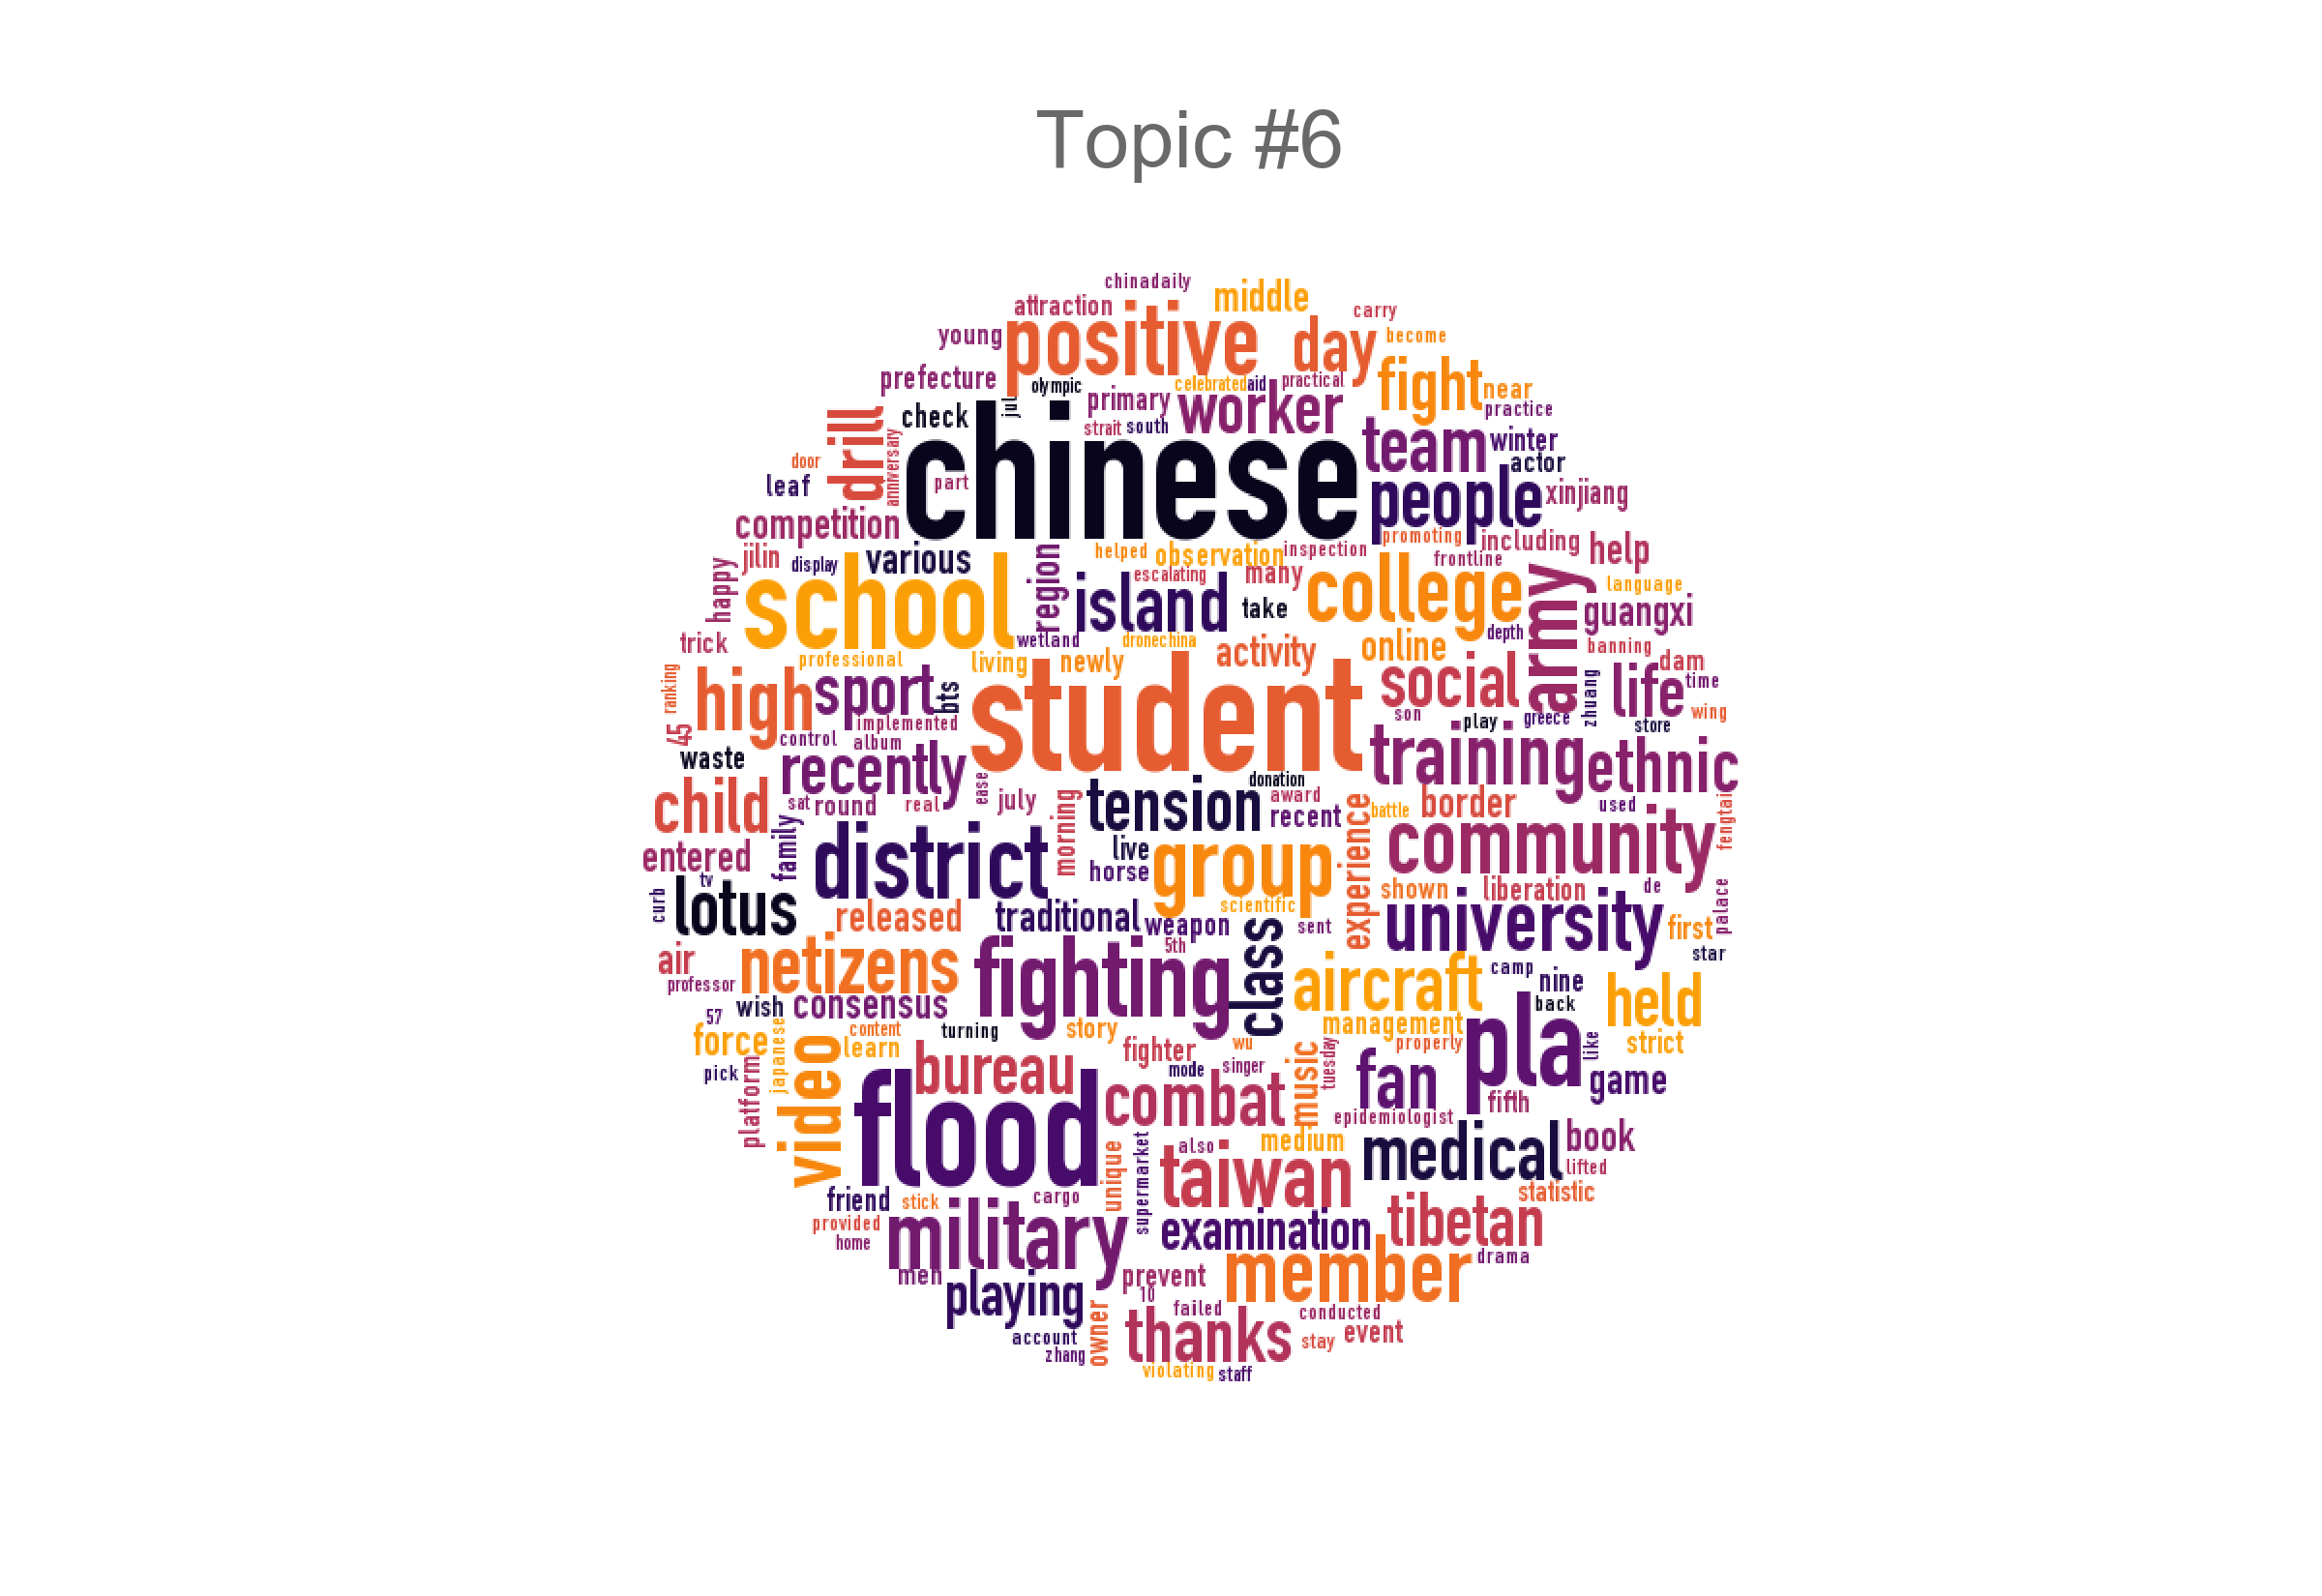 Topic #6
chinadaily
attraction
middle
carry
young
positive
day
become
prefecture
olympic
celebrated
aid
practical
fight
near
check
jul
primary
worker
practice
drill
anniversary
chinese
strait
south
team
winter
door
actor
leaf
part
people
xinjiang
competition
promoting
including
help
jilin
display
various
region
helped
observation
inspection
frontline
happy
school
escalating
many
college
army
language
island
take
guangxi
trick
wetland
dronechina
depth
banning
professional
living
newly
activity
online
dam
ranking
high
sport
bts
student
social
zhuang
life
time
45
implemented
son
play
greece
store
wing
waste
control
album
recently
training
ethnic
child
sat
round
real
ease
july
morning
tension
donation
award
recent
experience
battle
border
used
fengtai
entered
family
district
live
horse
group
community
curb
tv
lotus
released
traditional
weapon
scientific
shown
liberation
de
palace
university
first
air
netizens
fighting
5th
class
sent
star
professor
aircraft
camp
nine
wish
consensus
held
back
57
force
japanese
content
learn
turning
story
wu
management
properly
pla
like
strict
pick
platform
video
bureau
fighter
mode
singer
music
tuesday
fan
game
flood
combat
fifth
epidemiologist
unique
supermarket
also
medium
medical
book
lifted
friend
stick
cargo
taiwan
statistic
provided
home
military
examination
tibetan
drama
men
playing
prevent
member
10
owner
failed
conducted
account
thanks
stay
event
zhang
violating
staff